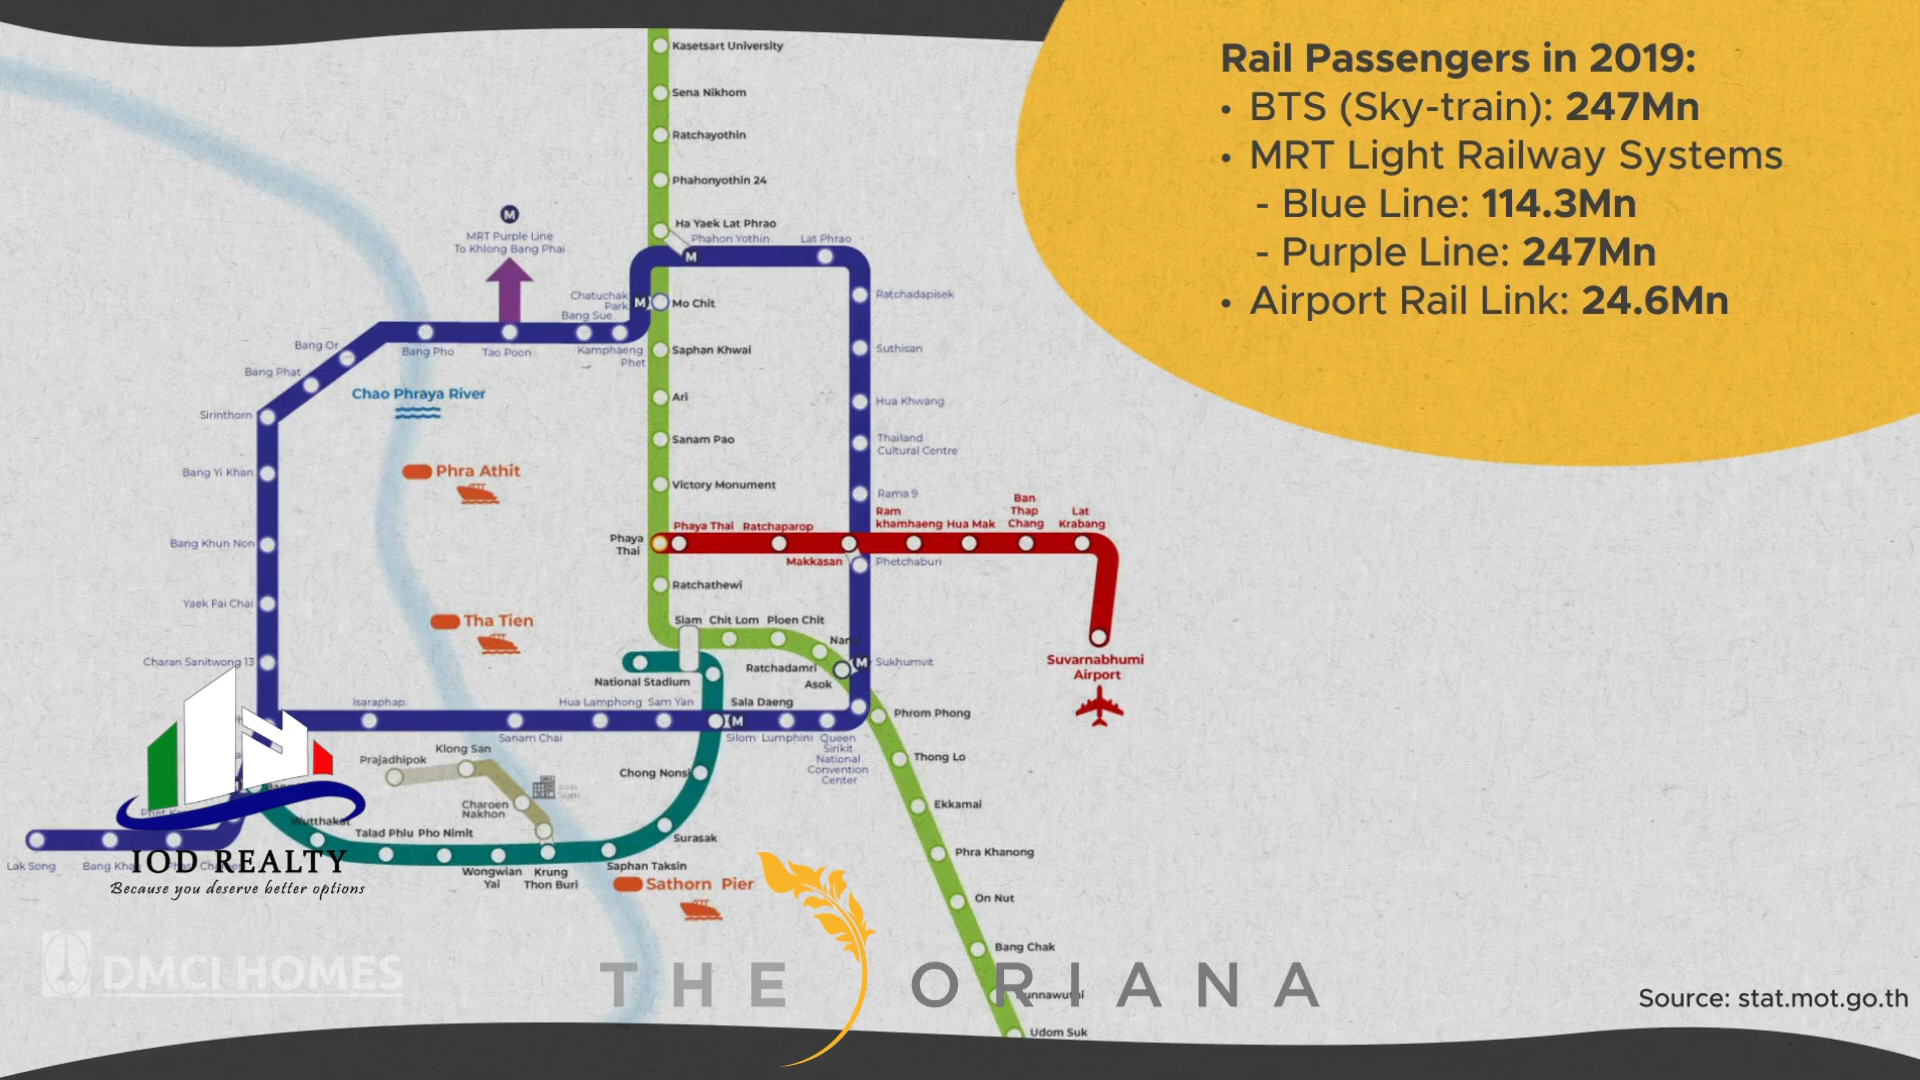 Rail Passengers in 2019:
• BTS (Sky-train): 247Mn
• MRT Light Railway Systems
- Blue Line: 114.3Mn
- Purple Line: 247Mn
• Airport Rail Link: 24.6Mn
Kasetsart University
Sena Nikhom
Ratchayothin
Phahonyothin 24
Ha Yaek Lat Phrao
Phahon Yothin
Lat Phrao
M
M
MRT Purple Line
To Khlong Bang Phai
Chatuchak
Park
M
Mo Chit
Ratchadapisek
Bang Sue
Bang Or
Bang Pho
Tao Poon
Kamphaeng
Phet
Saphan Khwai
Suthisan
Bang Phat
Chao Phraya River
Ari
Hua Khwang
Sirinthorn
Sanam Pao
Thailand
Cultural Centre
Bang Yi Khan
Phra Athit
Victory Monument
Rama 9
Phaya
Thai
Phaya Thai
Ratchaparop
Makkasan
Ram
khamhaeng
Hua Mak
Ban
Thap
Chang
Lat
Krabang
Phetchaburi
Bang Khun Non
Ratchathewi
Yaek Fai Chai
Tha Tien
Siam
Chit Lom
Ploen Chit
Charan Sanitwong 13
National Stadium
Ratchadamri
Asok
M
Sukhumvit
Suvarnabhumi
Airport
Isaraphap
Sanam Chai
Hua Lamphong
Sam Yan
Sala Daeng
M
Silom
Lumphini
Queen
Sirikit
National
Convention
Center
Phrom Phong
Thong Lo
Prajadhipok
Klong San
Charoen
Nakhon
Chong Nonsi
Ekkamai
Wutthakat
Talad Phlu
Pho Nimit
Wongwian
Yai
Krung
Thon Buri
Saphan Taksin
Surasak
Phra Khanong
Lak Song
IOD REALTY
Because you deserve better options
Sathorn Pier
On Nut
Bang Chak
DMCI HOMES
THE ORIANA
Udom Suk
Source: stat.mot.go.th